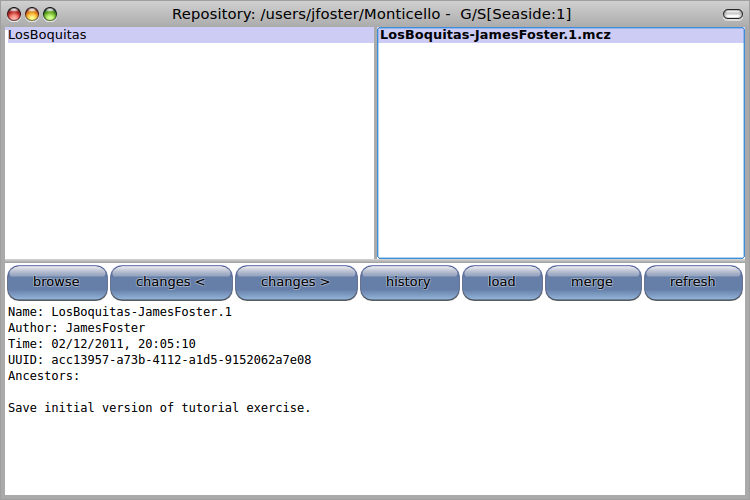 Repository: /users/jfoster/Monticello -  G/S[Seaside:1]
LosBoquitas
LosBoquitas-JamesFoster.1.mcz
browse
changes <
changes >
history
load
merge
refresh
Name: LosBoquitas-JamesFoster.1
Author: JamesFoster
Time: 02/12/2011, 20:05:10
UUID: acc13957-a73b-4112-a1d5-9152062a7e08
Ancestors:
Save initial version of tutorial exercise.